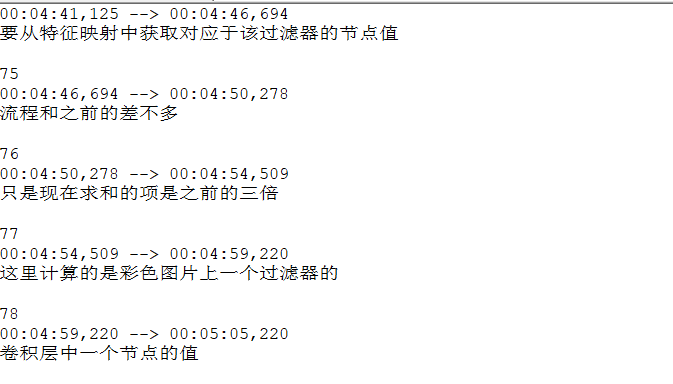 00:04:41,125 --> 00:04:46,694
要从特征映射中获取对应于该过滤器的节点值
75
00:04:46,694 --> 00:04:50,278
流程和之前的差不多
76
00:04:50,278 --> 00:04:54,509
只是现在求和的项是之前的三倍
77
00:04:54,509 --> 00:04:59,220
这里计算的是彩色图片上一个过滤器的
78
00:04:59,220 --> 00:05:05,220
卷积层中一个节点的值